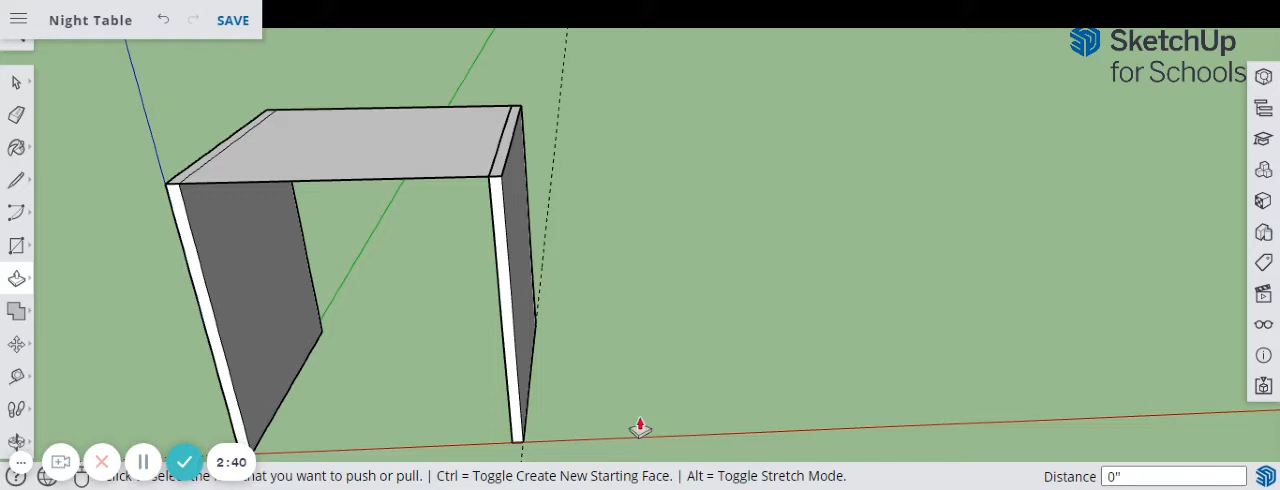 Night Table
SAVE
SketchUp
for Schools
2:40
that you want to push or pull. | Ctrl = Toggle Create New Starting Face. | Alt = Toggle Stretch Mode.
Distance 0"